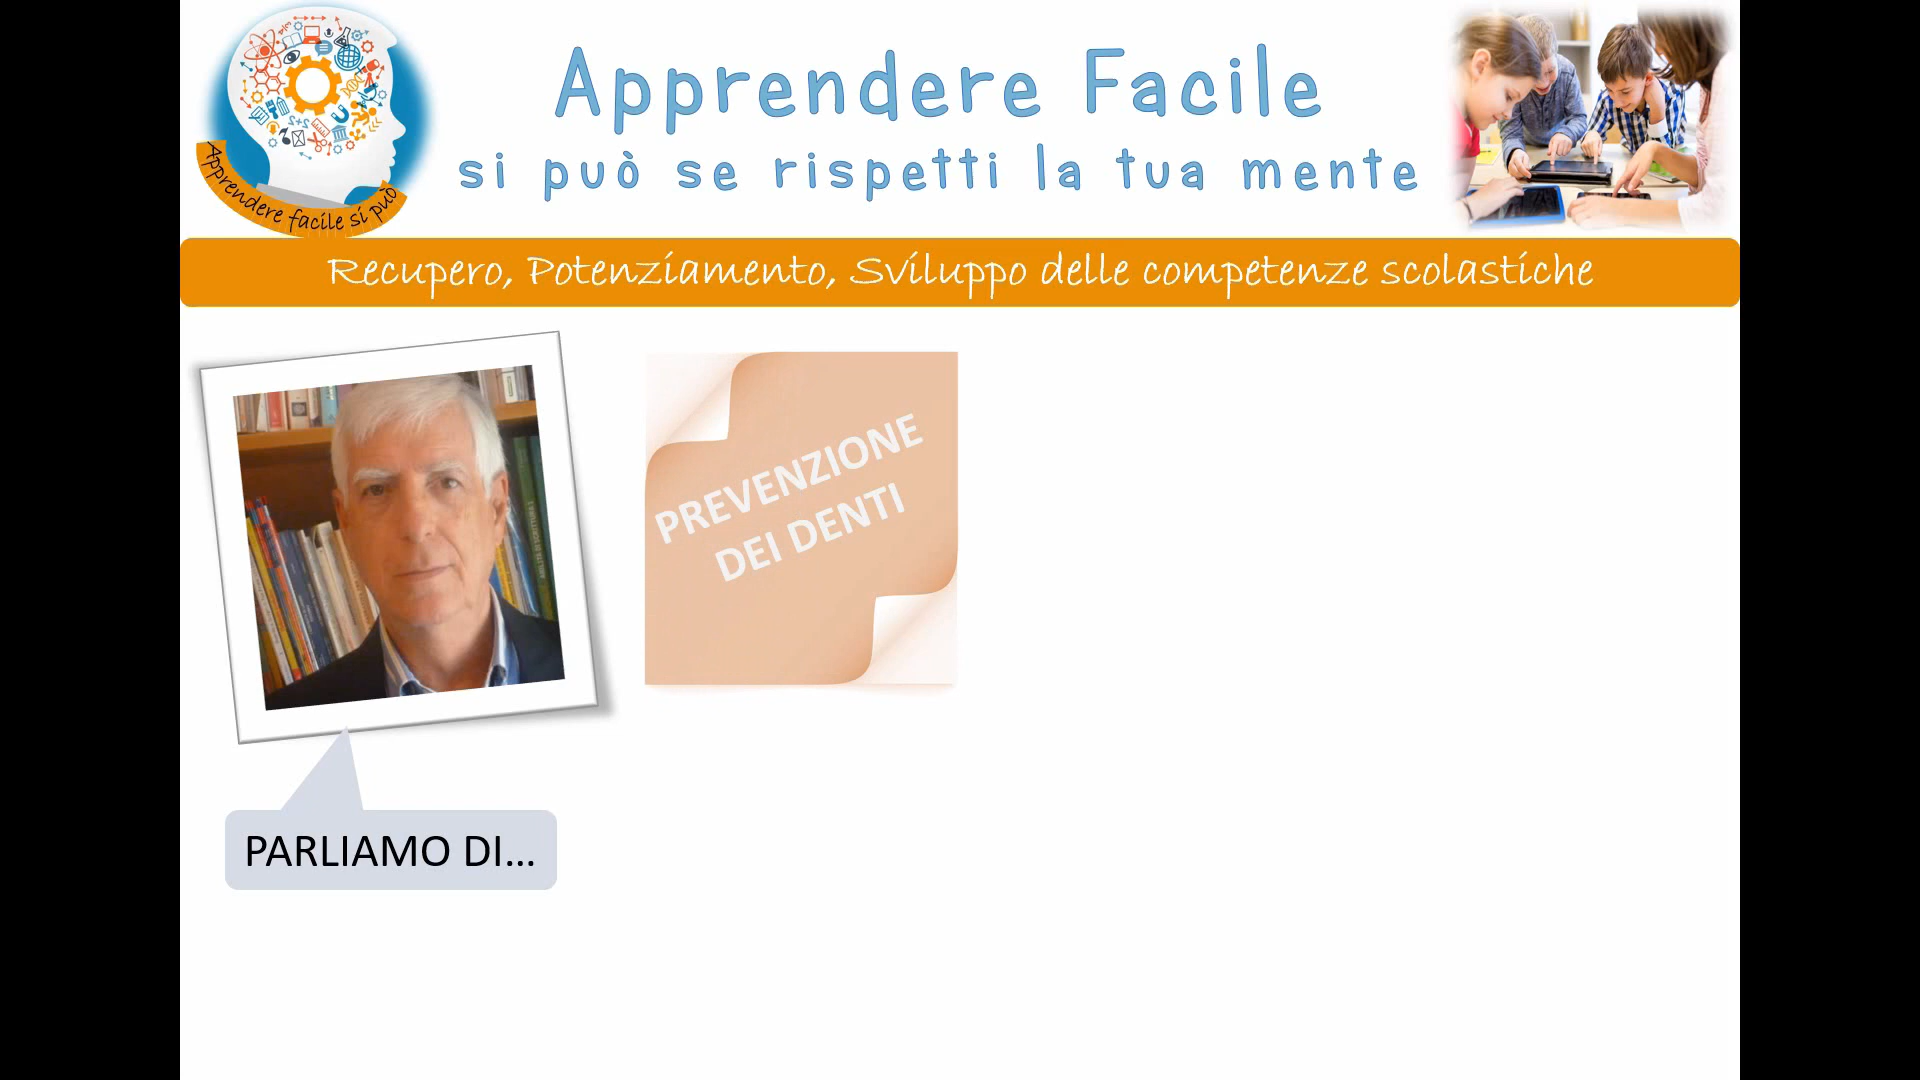 Apprendere facile si può
Apprendere Facile
si può se rispetti la tua mente
Recupero, Potenziamento, Sviluppo delle competenze scolastiche
PREVENZIONE
DEI DENTI
PARLIAMO DI...